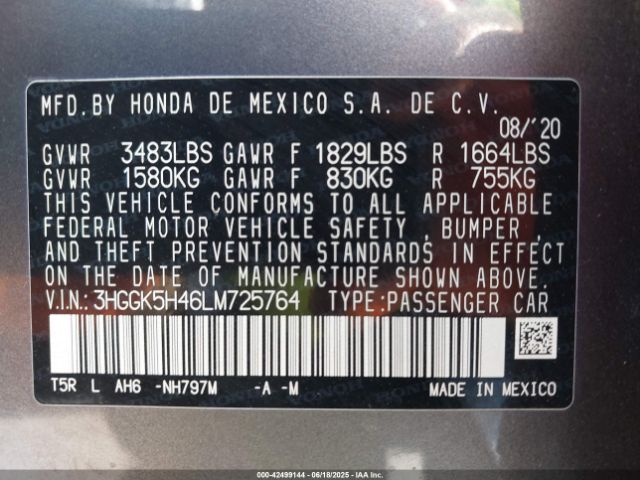 MFD. BY HONDA DE MEXICO S.A. DE C.V.
08/'20
GVWR 3483LBS GAWR F 1829LBS R 1664LBS
GVWR 1580KG GAWR F 830KG R 755KG
THIS VEHICLE CONFORMS TO ALL APPLICABLE
FEDERAL MOTOR VEHICLE SAFETY , BUMPER ,
AND THEFT PREVENTION STANDARDS IN EFFECT
ON THE DATE OF MANUFACTURE SHOWN ABOVE.
V.I.N.: 3HGGK5H46LM725764 TYPE:PASSENGER CAR
T5R L AH6 -NH797M -A -M MADE IN MEXICO
000-42499144 - 06/18/2025 - IAA Inc.